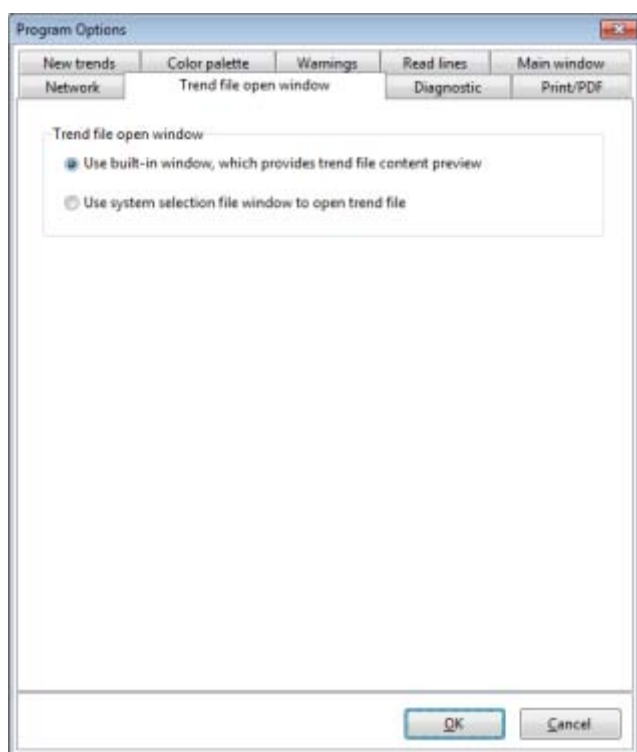 Program Options
New trends Color palette Warnings Read lines Main window
Network Trend file open window Diagnostic Print/PDF
Trend file open window
Use built-in window, which provides trend file content preview
Use system selection file window to open trend file
OK Cancel